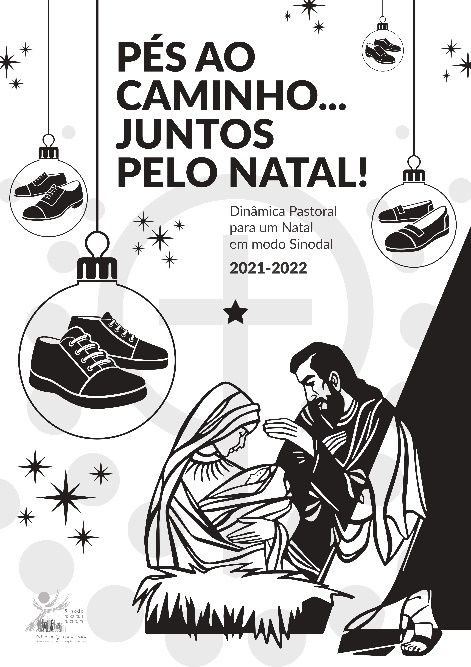 PÉS AO
CAMINHO...
JUNTOS
PELO NATAL!
Dinâmica Pastoral
para um Natal
em modo Sinodal
2021-2022